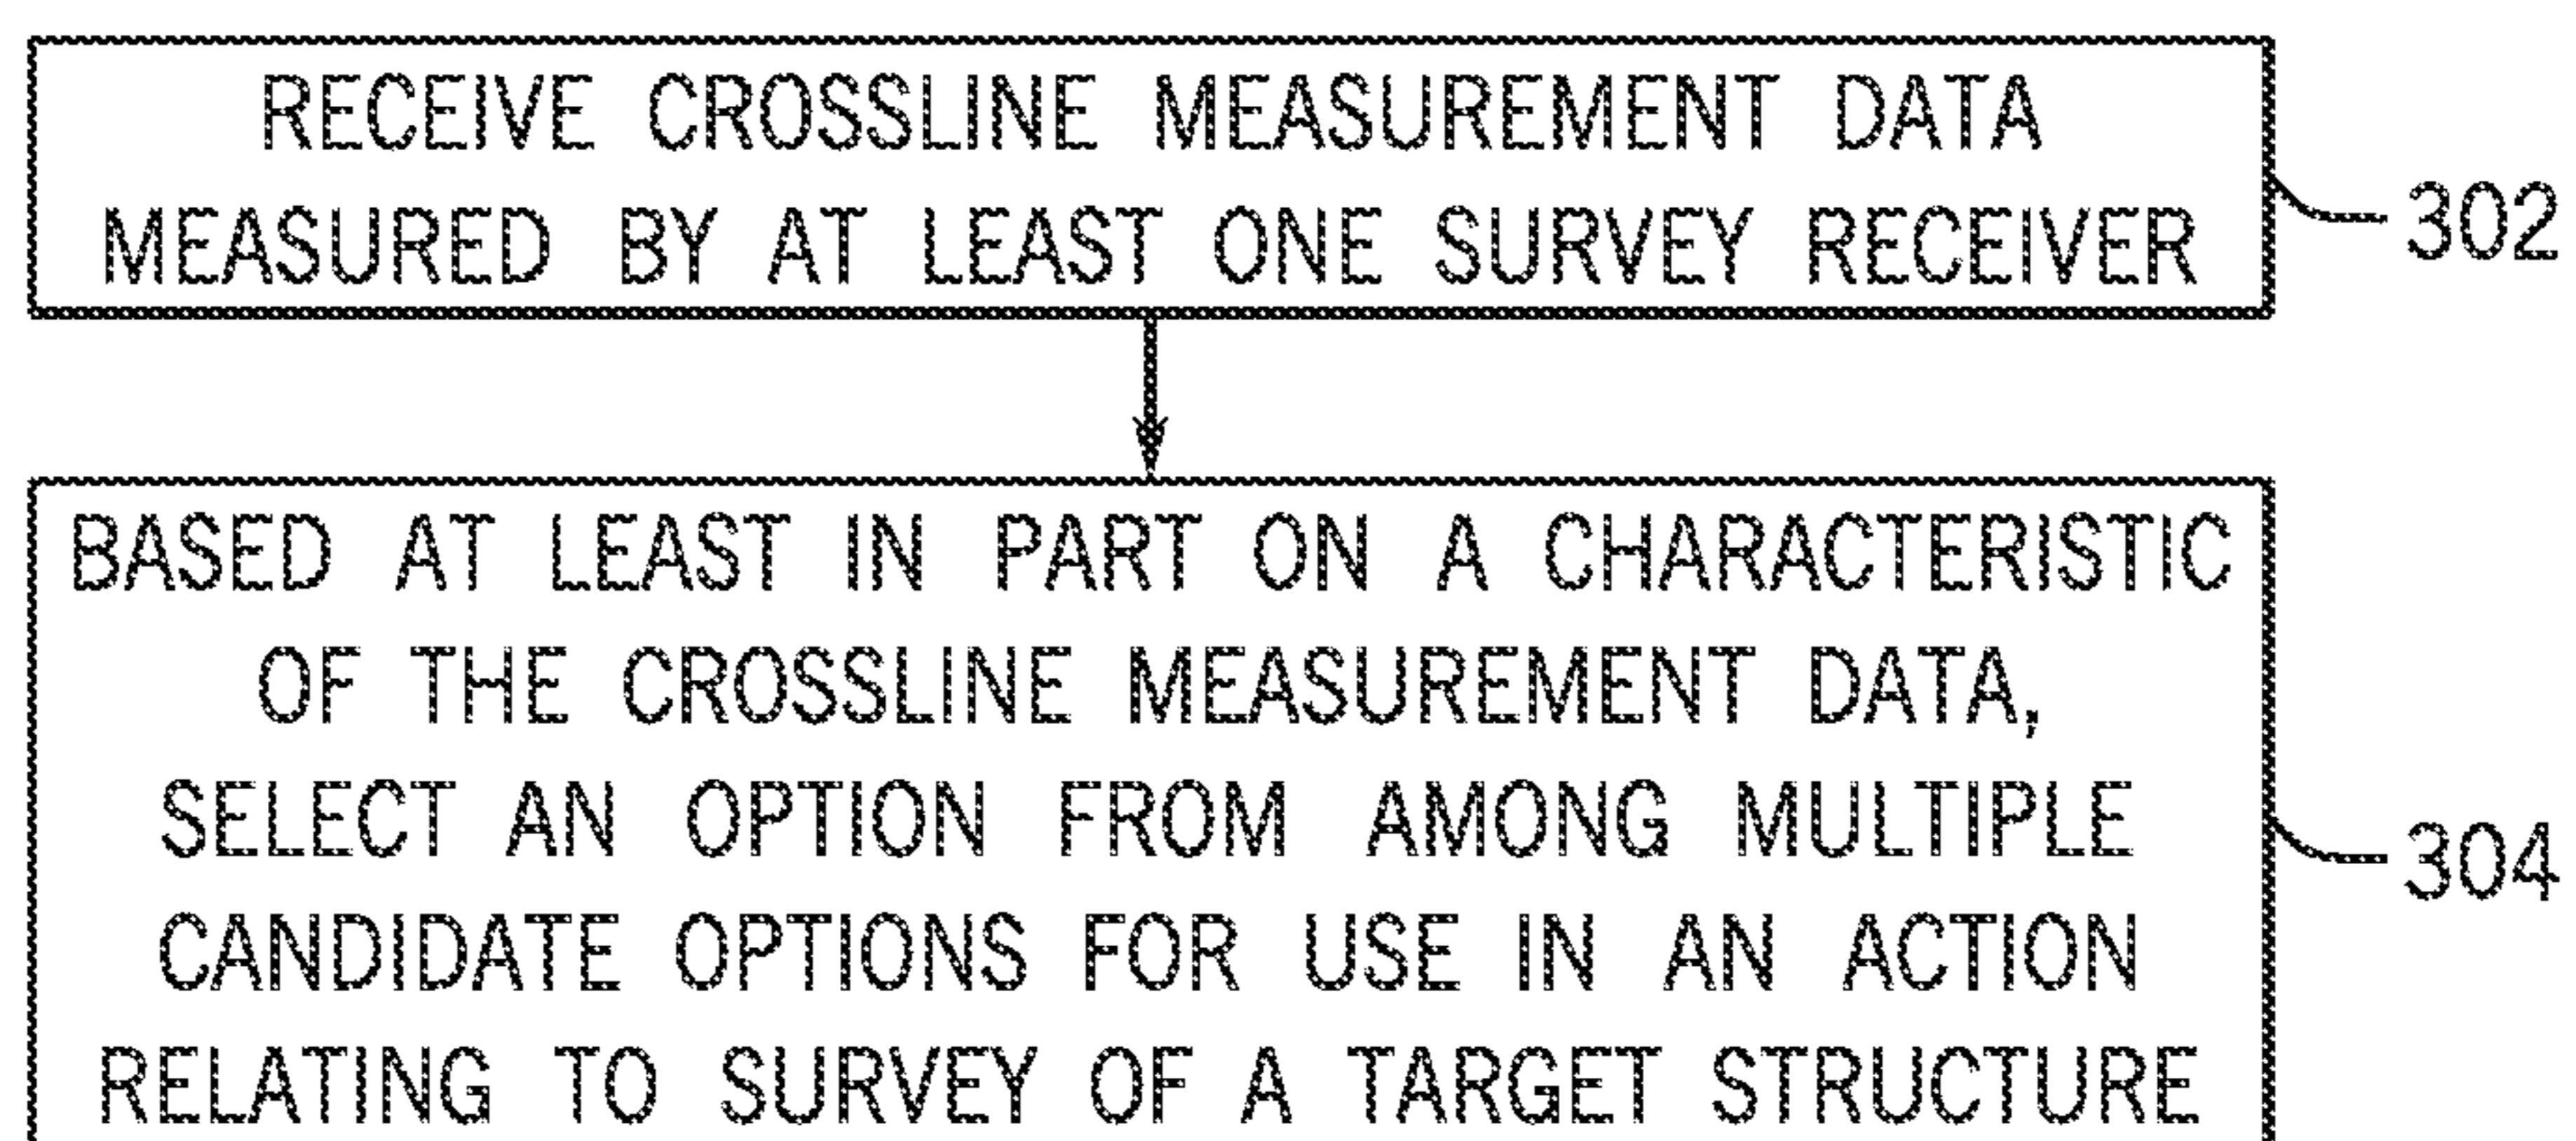 RECEIVE CROSSLINE MEASUREMENT DATA
MEASURED BY AT LEAST ONE SURVEY RECEIVER
302
BASED AT LEAST IN PART ON A CHARACTERISTIC
OF THE CROSSLINE MEASUREMENT DATA,
SELECT AN OPTION FROM AMONG MULTIPLE
CANDIDATE OPTIONS FOR USE IN AN ACTION
RELATING TO SURVEY OF A TARGET STRUCTURE
304